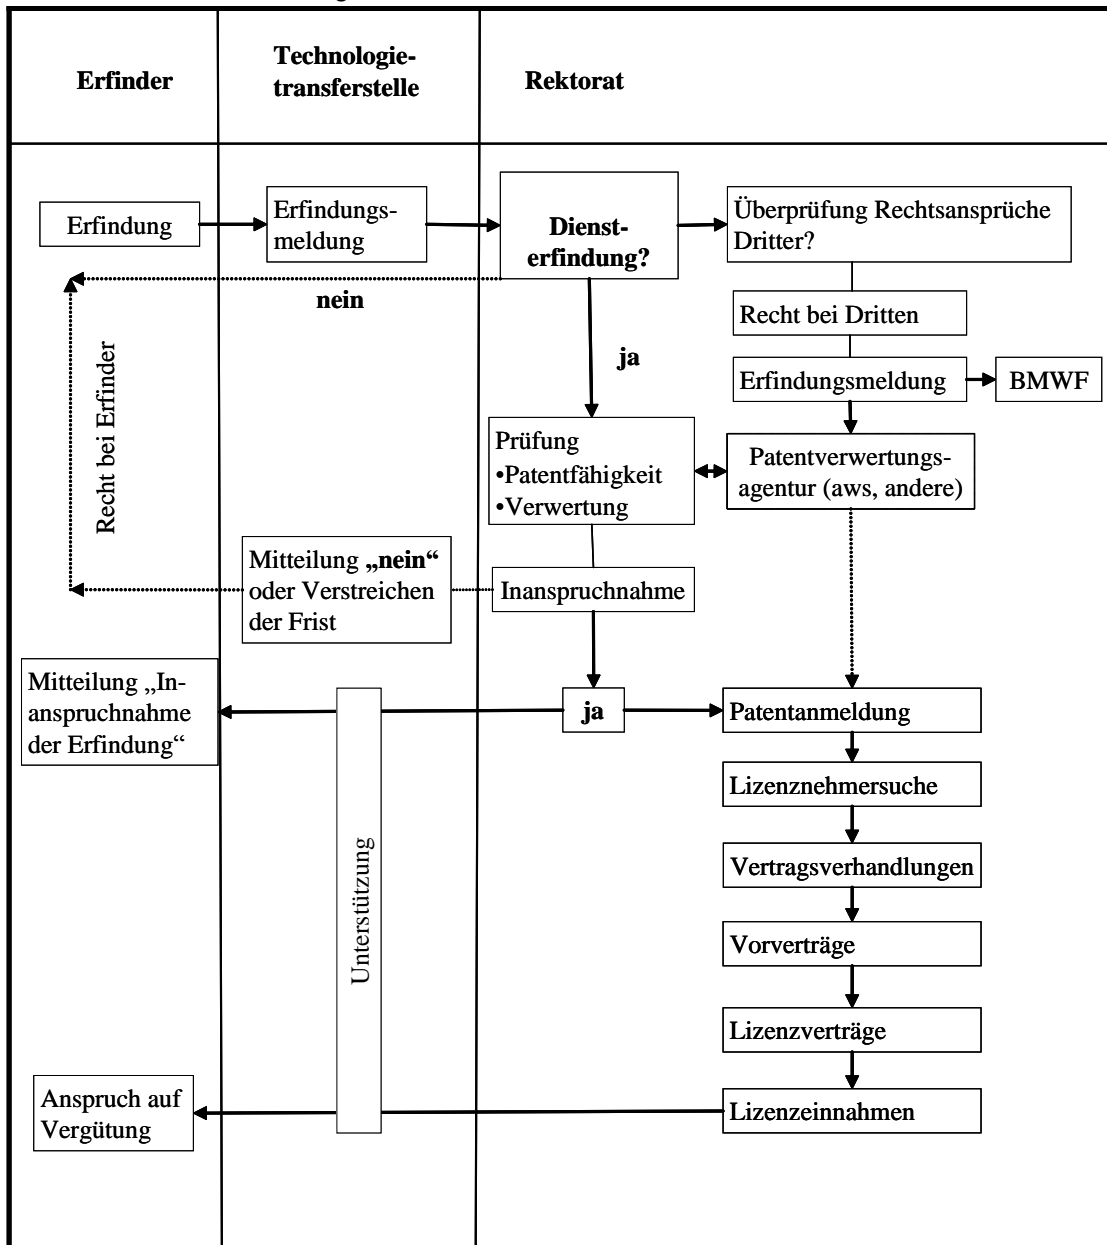 Erfinder
Technologie-
transferstelle
Rektorat
Erfindung
Erfindungs-
meldung
Dienst-
erfindung?
Überprüfung Rechtsansprüche
Dritter?
nein
Recht bei Dritten
ja
Erfindungsmeldung
BMWF
Recht bei Erfinder
Prüfung
•Patentfähigkeit
•Verwertung
Patentverwertungs-
agentur (aws, andere)
Mitteilung „nein“
oder Verstreichen
der Frist
Inanspruchnahme
Mitteilung „In-
anspruchnahme
der Erfindung“
ja
Patentanmeldung
Lizenznehmersuche
Unterstützung
Vertragsverhandlungen
Vorverträge
Lizenzverträge
Anspruch auf
Vergütung
Lizenzeinnahmen